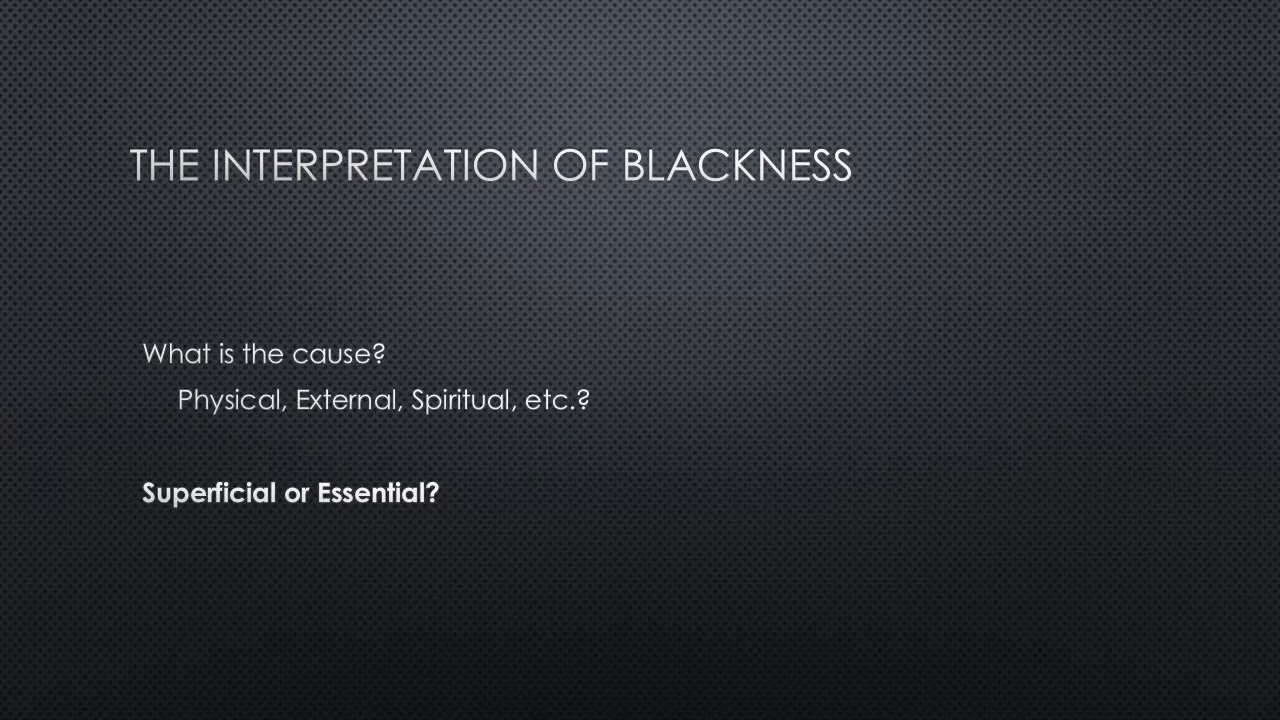 THE INTERPRETATION OF BLACKNESS
What is the cause?
Physical, External, Spiritual, etc.?
Superficial or Essential?